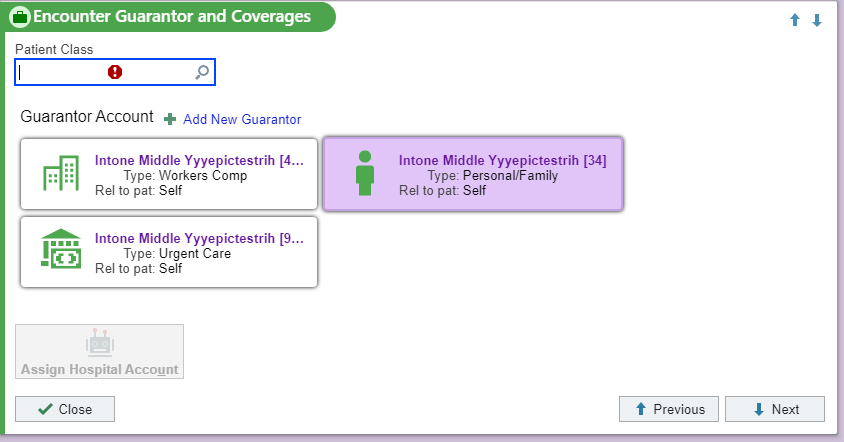 Encounter Guarantor and Coverages
Patient Class
Guarantor Account Add New Guarantor
Intone Middle Yyyepictestrih [4...
Type: Workers Comp
Rel to pat: Self
Intone Middle Yyyepictestrih [34]
Type: Personal/Family
Rel to pat: Self
Intone Middle Yyyepictestrih [9...
Type: Urgent Care
Rel to pat: Self
Assign Hospital Account
Close
Previous
Next